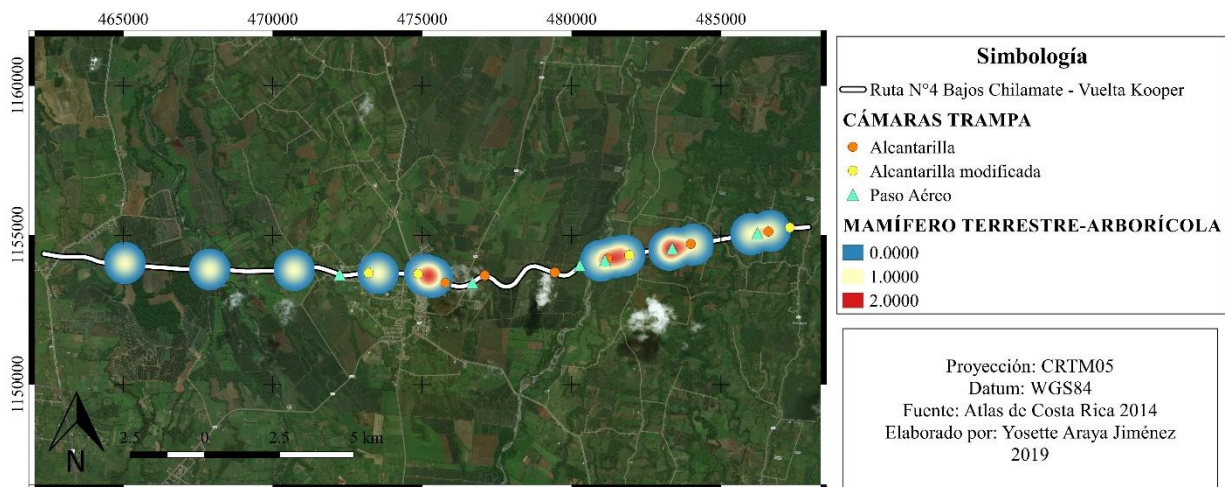 465000 470000 475000 480000 485000
1160000
1155000
1150000
2.5 0. 2.5 5 km
N
Simbología
Ruta N°4 Bajos Chilamate - Vuelta Kooper
CÁMARAS TRAMPA
Alcantarilla
Alcantarilla modificada
Paso Aéreo
MAMÍFERO TERRESTRE-ARBORÍCOLA
0.0000
1.0000
2.0000
Proyección: CRTM05
Datum: WGS84
Fuente: Atlas de Costa Rica 2014
Elaborado por: Yosette Araya Jiménez
2019